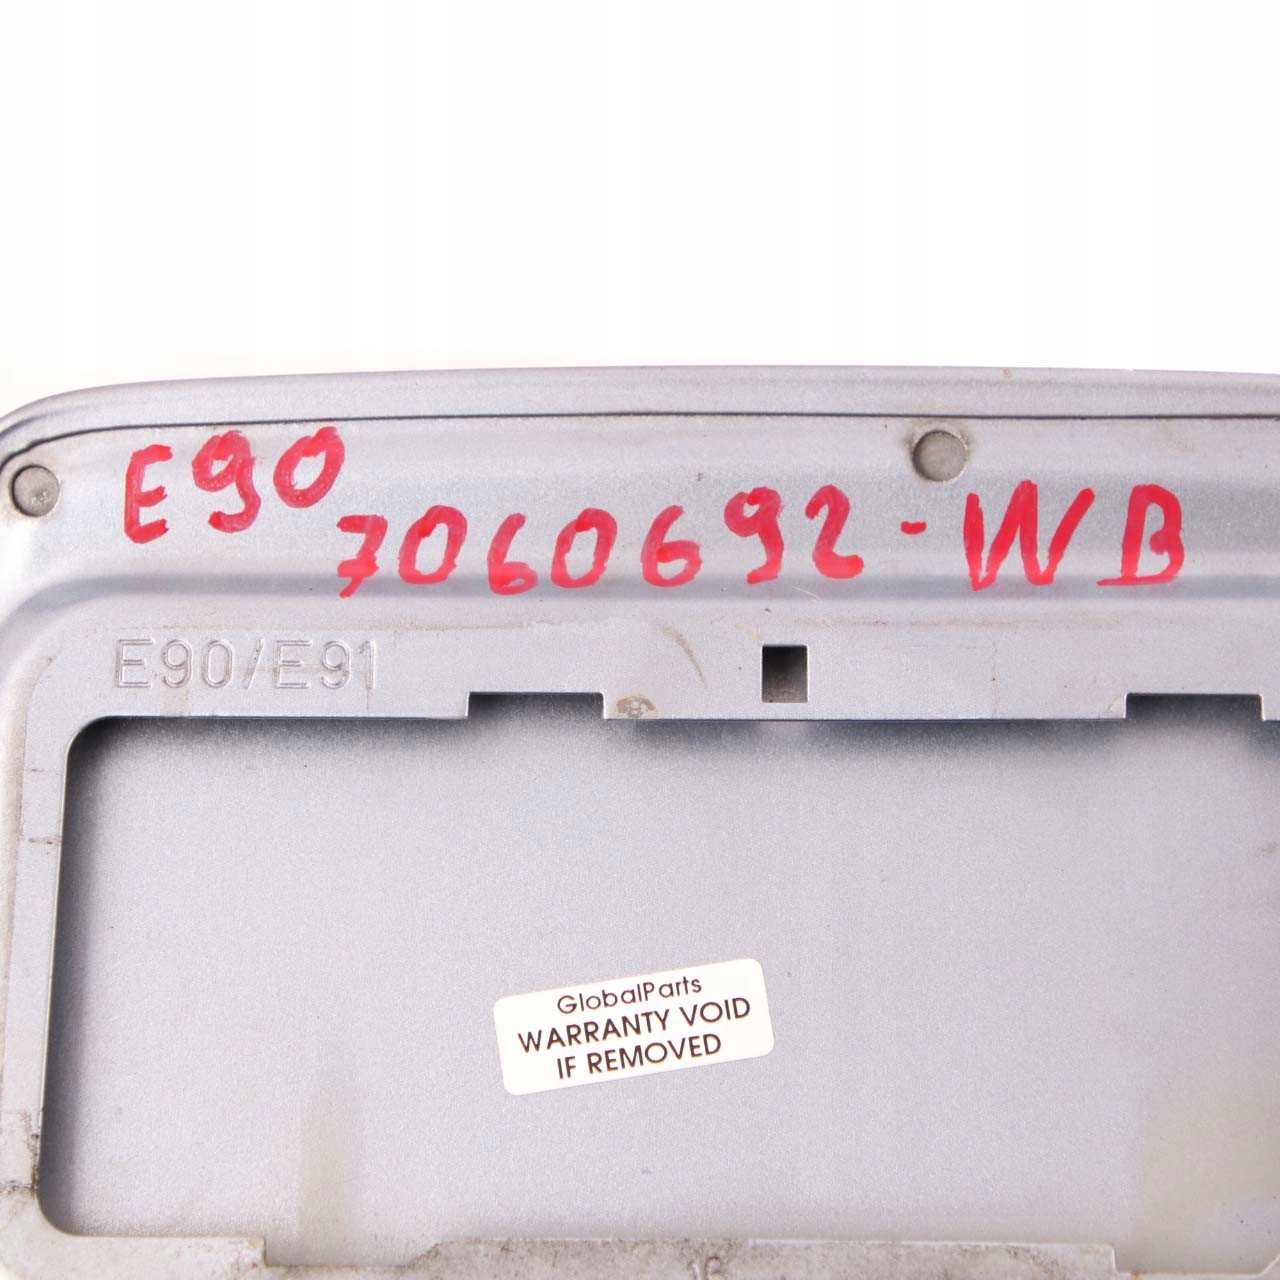 E90
7060692-WB
E90/E91
GlobalParts
WARRANTY VOID
IF REMOVED